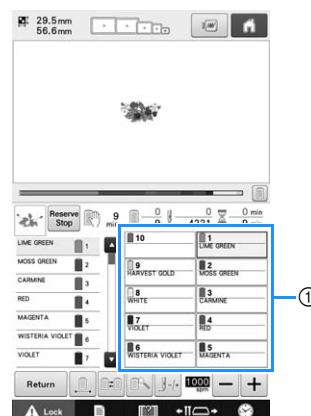 29.5mm
56.6mm
Reserve Stop
9 min
0 0 0 min
9 4231 9 min
LIME GREEN 1
MOSS GREEN 2
CARMINE 3
RED 4
MAGENTA 5
WISTERIA VIOLET 6
VIOLET 7
10
1 LIME GREEN
9 HARVEST GOLD
2 MOSS GREEN
8 WHITE
3 CARMINE
7 VIOLET
4 RED
6 WISTERIA VIOLET
5 MAGENTA
①
Return
1000 spm
Lock